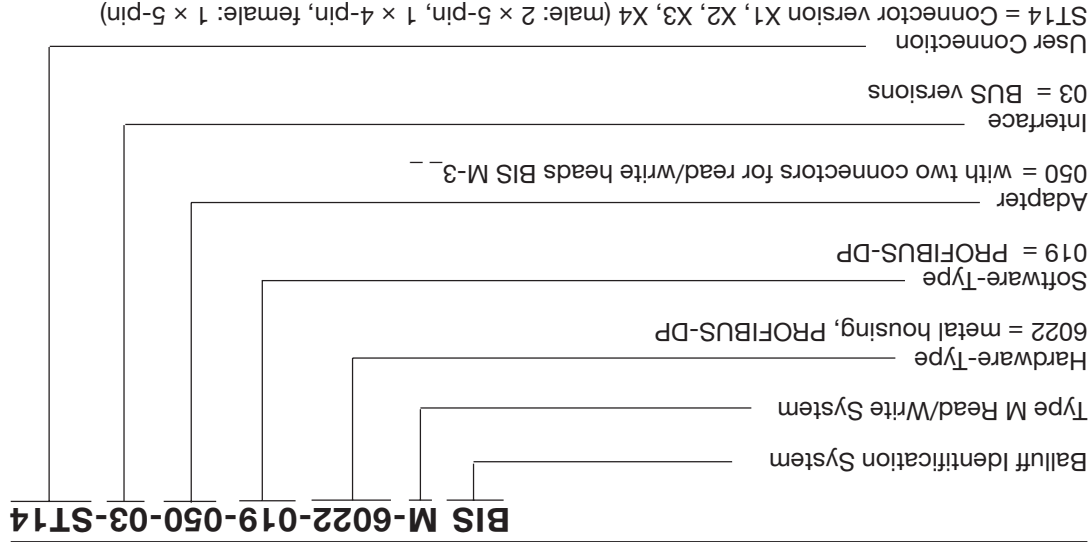 BIS M-6022-019-050-03-ST14
Balluff Identification System
Type M Read/Write System
Hardware-Type
6022 = metal housing, PROFIBUS-DP
Software-Type
019 = PROFIBUS-DP
Adapter
050 = with two connectors for read/write heads BIS M-3_ _
Interface
03 = BUS versions
User Connection
ST14 = Connector version X1, X2, X3, X4 (male: 2 × 5-pin, 1 × 4-pin, female: 1 × 5-pin)